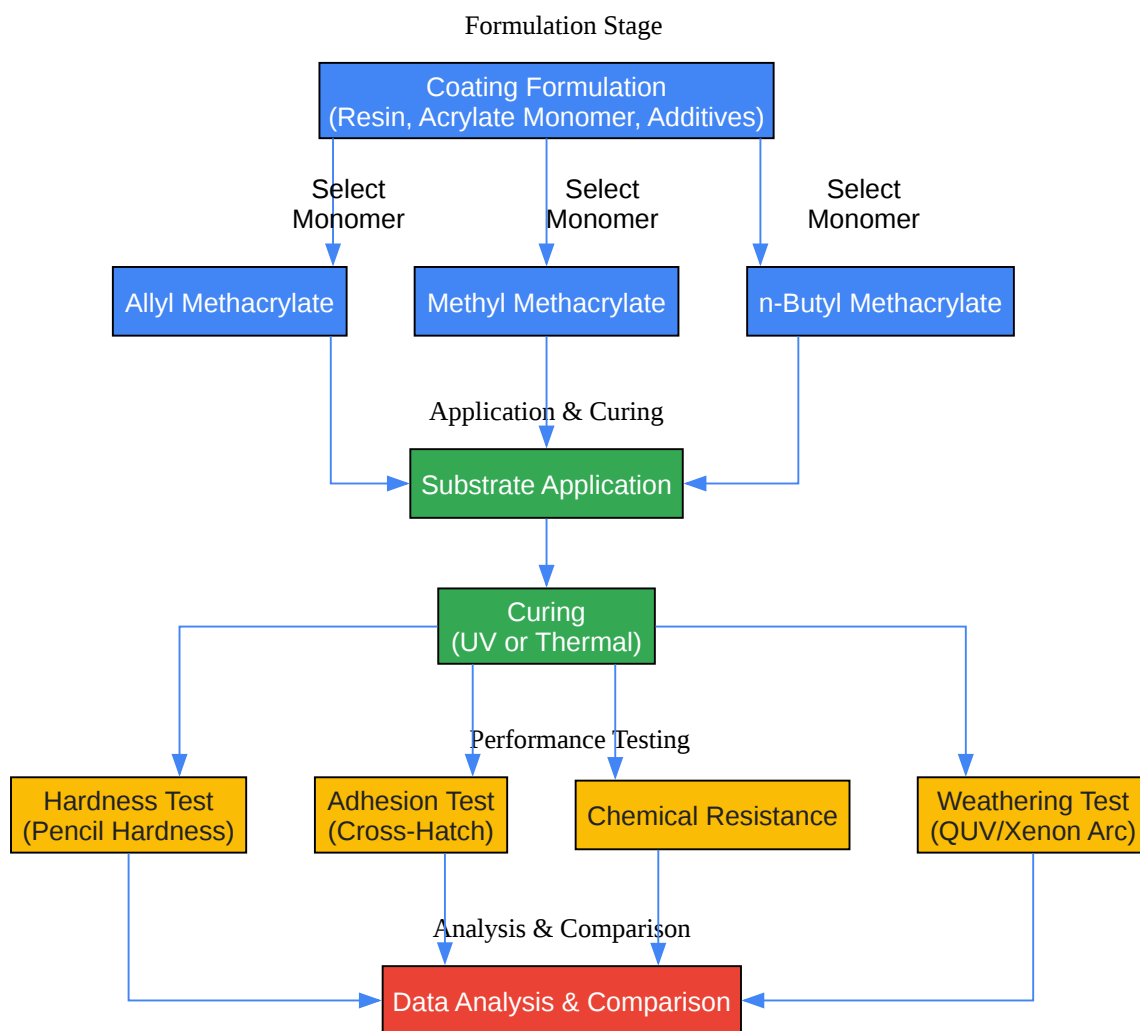 Formulation Stage
Coating Formulation
(Resin, Acrylate Monomer, Additives)
Select
Monomer
Select
Monomer
Select
Monomer
Allyl Methacrylate
Methyl Methacrylate
n-Butyl Methacrylate
Application & Curing
Substrate Application
Curing
(UV or Thermal)
Performance Testing
Hardness Test
(Pencil Hardness)
Adhesion Test
(Cross-Hatch)
Chemical Resistance
Weathering Test
(QUV/Xenon Arc)
Analysis & Comparison
Data Analysis & Comparison